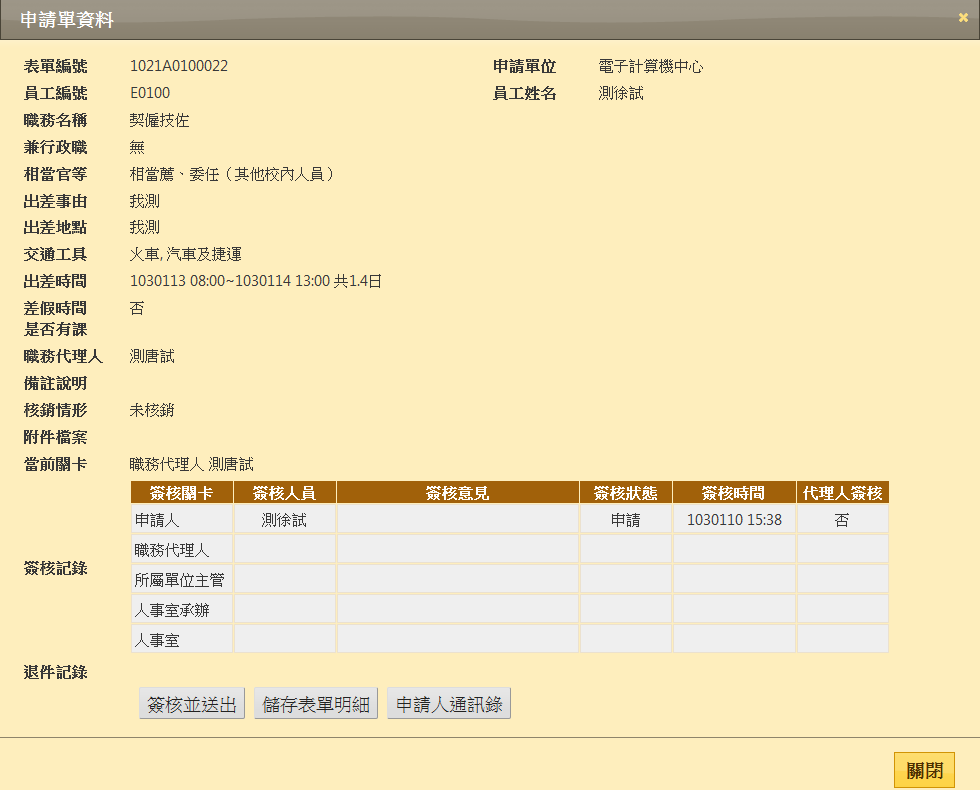 申請單資料
表單編號 1021A0100022 申請單位 電子計算機中心
員工編號 E0100 員工姓名 測徐試
職務名稱 契僱技佐
兼行政職 無
相當官等 相當薦、委任（其他校內人員）
出差事由 我測
出差地點 我測
交通工具 火車, 汽車及捷運
出差時間 1030113 08:00~1030114 13:00 共1.4日
差假時間 否
是否有課
職務代理人 測唐試
備註說明
核銷情形 未核銷
附件檔案
當前關卡 職務代理人 測唐試
簽核關卡 簽核人員 簽核意見 簽核狀態 簽核時間 代理人簽核
申請人 測徐試 申請 1030110 15:38 否
職務代理人
簽核記錄
所屬單位主管
人事室承辦
人事室
退件記錄
簽核並送出 儲存表單明細 申請人通訊錄
關閉